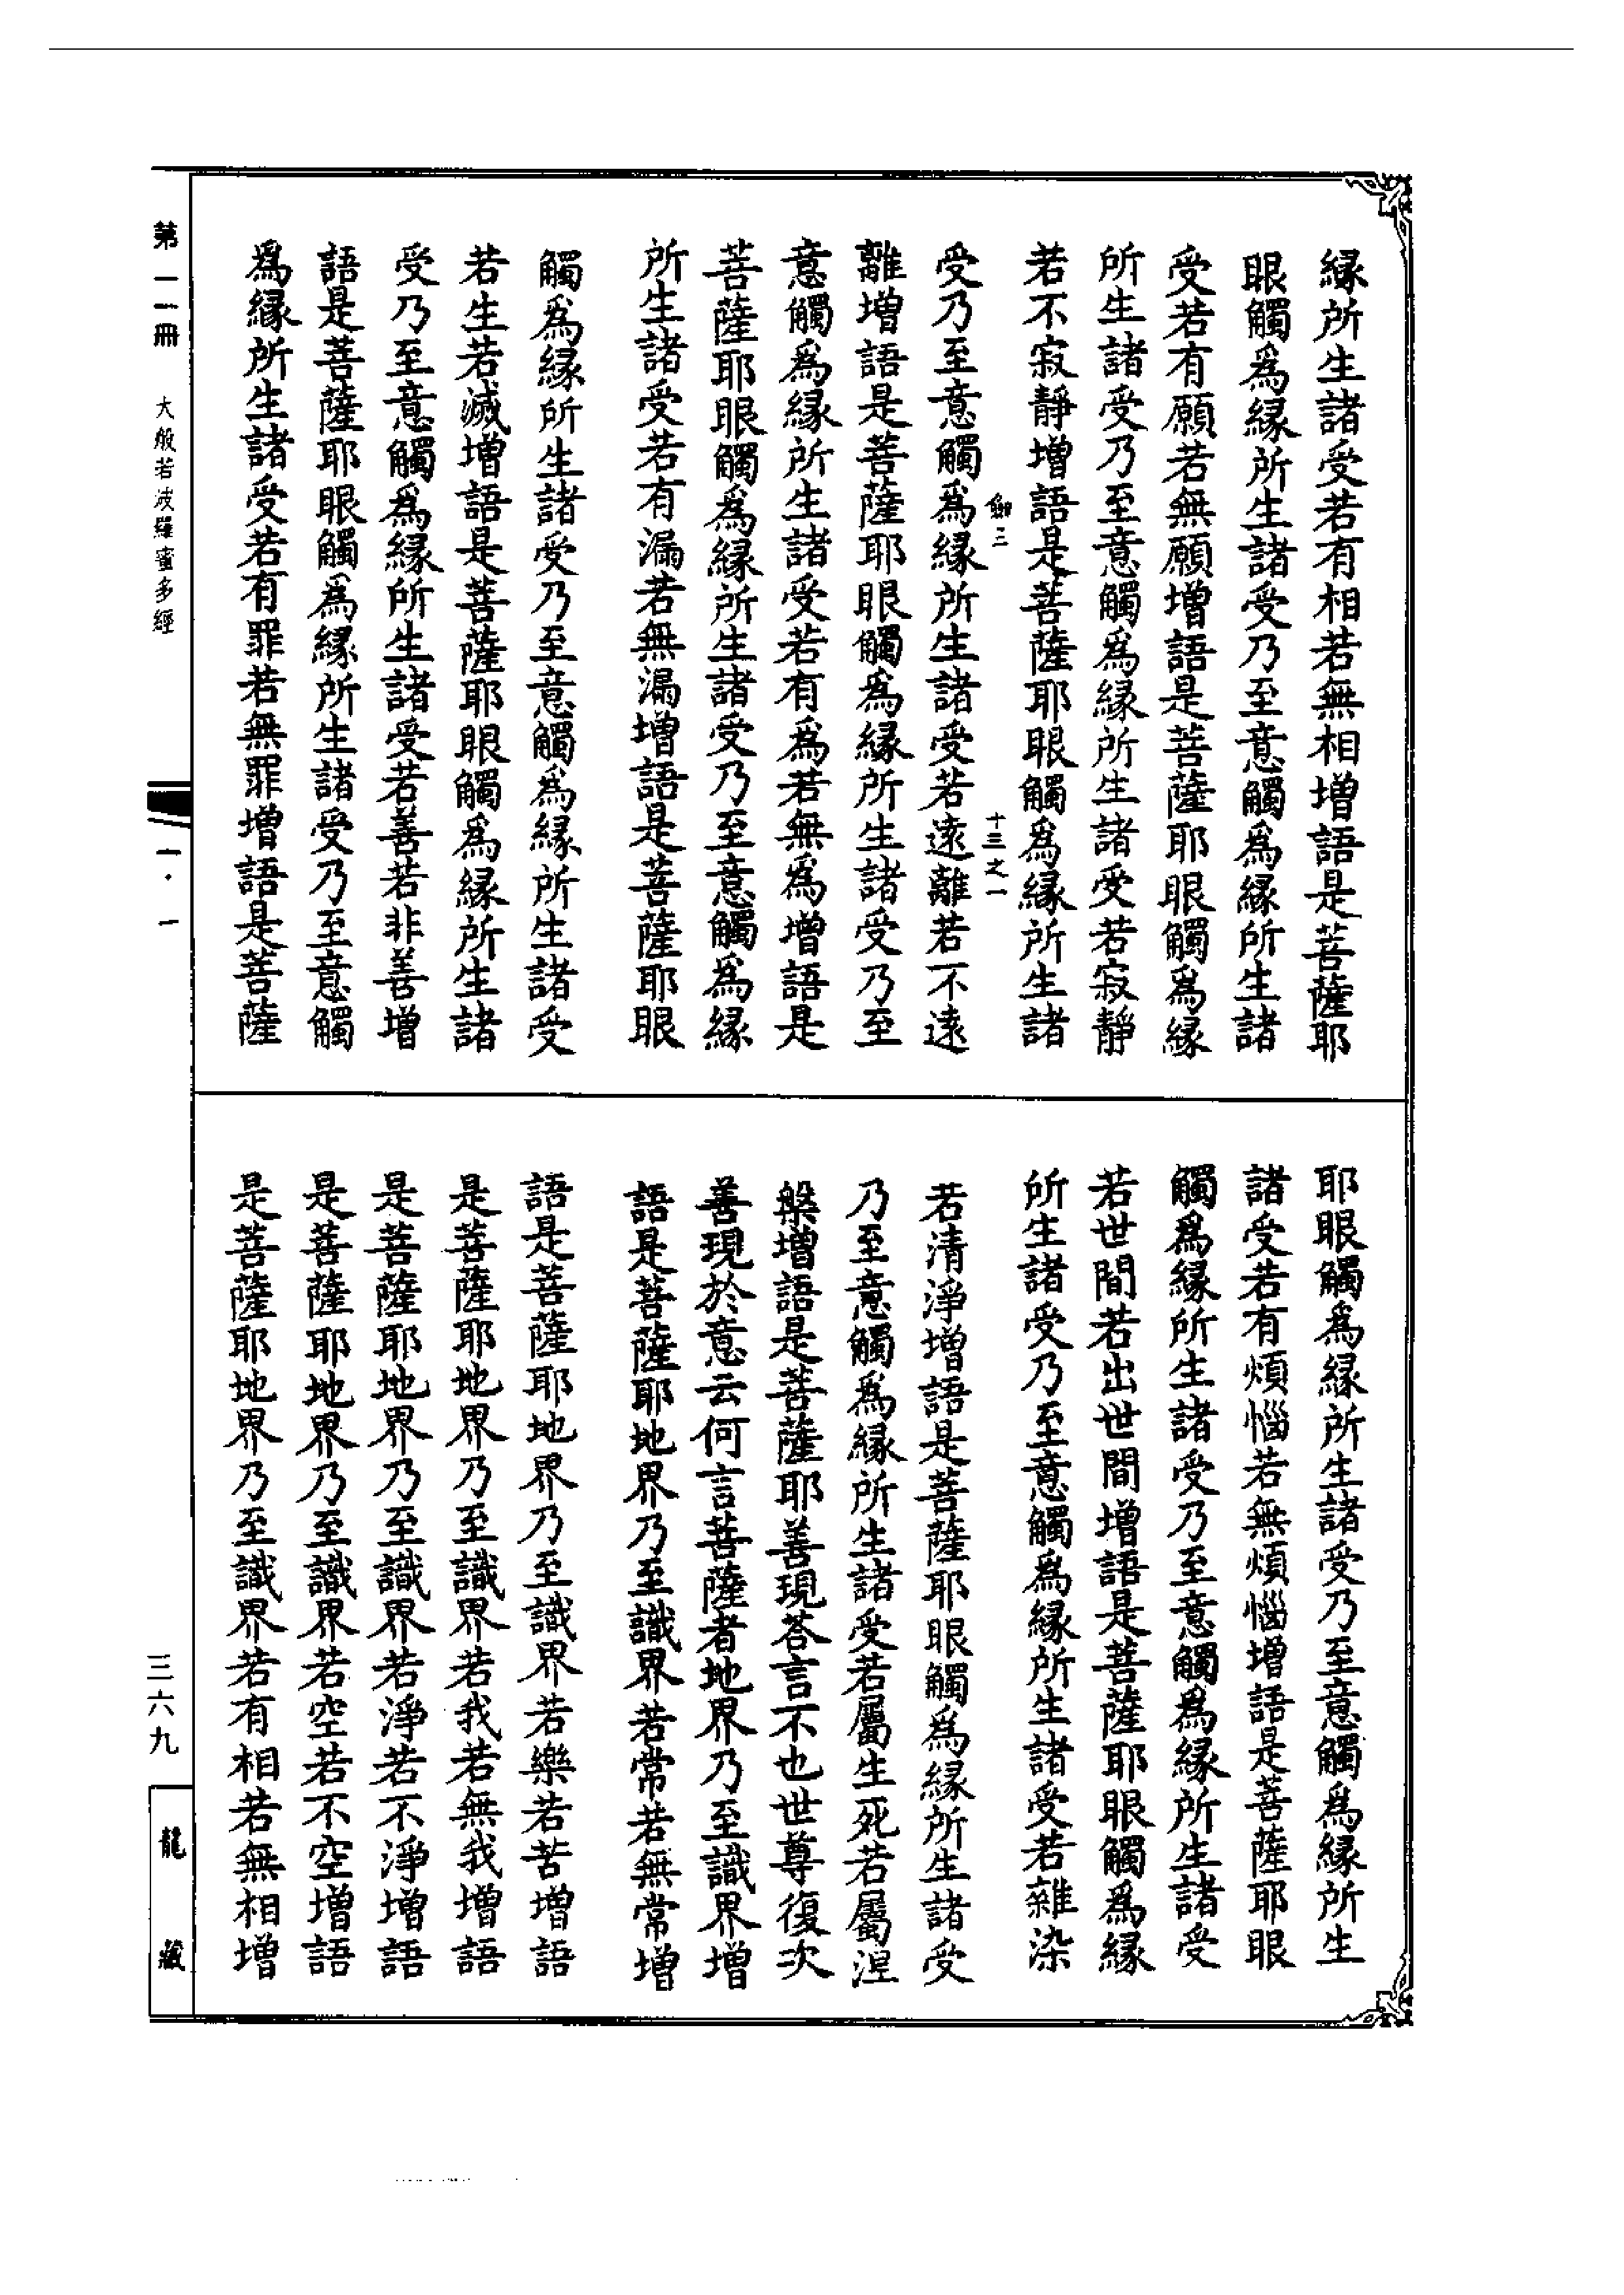 緣所生諸受若有相若無相增語是菩薩耶
眼觸爲緣所生諸受乃至意觸爲緣所生諸
受若有願若無願增語是菩薩耶眼觸爲緣
所生諸受乃至意觸爲緣所生諸受若寂靜
若不寂靜增語是菩薩耶眼觸爲緣所生諸
三
十三之一
受乃至意觸爲緣所生諸受若遠離若不遠
離增語是菩薩耶眼觸爲緣所生諸受乃至
意觸爲緣所生諸受若有爲若無爲增語是
菩薩耶眼觸爲緣所生諸受乃至意觸爲緣
所生諸受若有漏若無漏增語是菩薩耶眼
觸爲緣所生諸受乃至意觸爲緣所生諸受
若生若滅增語是菩薩耶眼觸爲緣所生諸
受乃至意觸爲緣所生諸受若善若非善增
語是菩薩耶眼觸爲緣所生諸受乃至意觸
爲緣所生諸受若有罪若無罪增語是菩薩
耶眼觸爲緣所生諸受乃至意觸爲緣所生
諸受若有煩惱若無煩惱增語是菩薩耶眼
觸爲緣所生諸受乃至意觸爲緣所生諸受
若世間若出世間增語是菩薩耶眼觸爲緣
所生諸受乃至意觸爲緣所生諸受若雜染
若清淨增語是菩薩耶眼觸爲緣所生諸受
乃至意觸爲緣所生諸受若屬生死若屬涅
槃增語是菩薩耶善現答言不也世尊復次
善現於意云何言菩薩者地界乃至識界增
語是菩薩耶地界乃至識界若常若無常增
語是菩薩耶地界乃至識界若樂若苦增語
是菩薩耶地界乃至識界若我若無我增語
是菩薩耶地界乃至識界若淨若不淨增語
是菩薩耶地界乃至識界若空若不空增語
是菩薩耶地界乃至識界若有相若無相增
第一一冊
大般若波羅蜜多經
一·一
三六九
龍藏